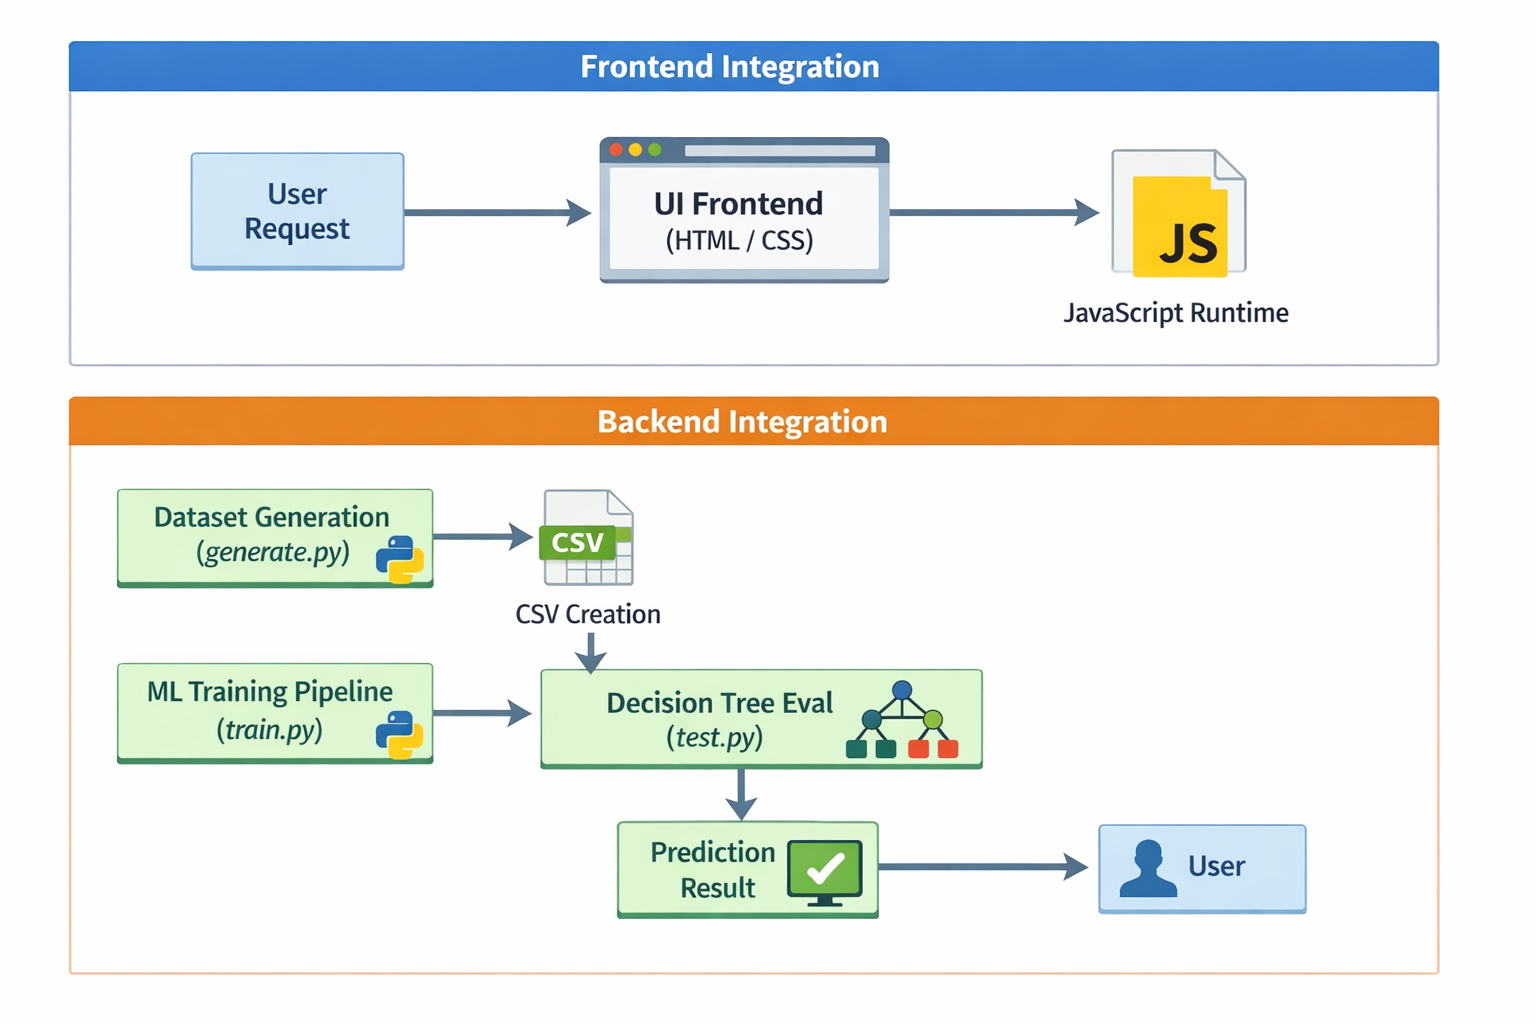 Frontend Integration
User
Request
UI Frontend
(HTML / CSS)
JS
JavaScript Runtime
Backend Integration
Dataset Generation
(generate.py)
CSV
CSV Creation
ML Training Pipeline
(train.py)
Decision Tree Eval
(test.py)
Prediction
Result
User